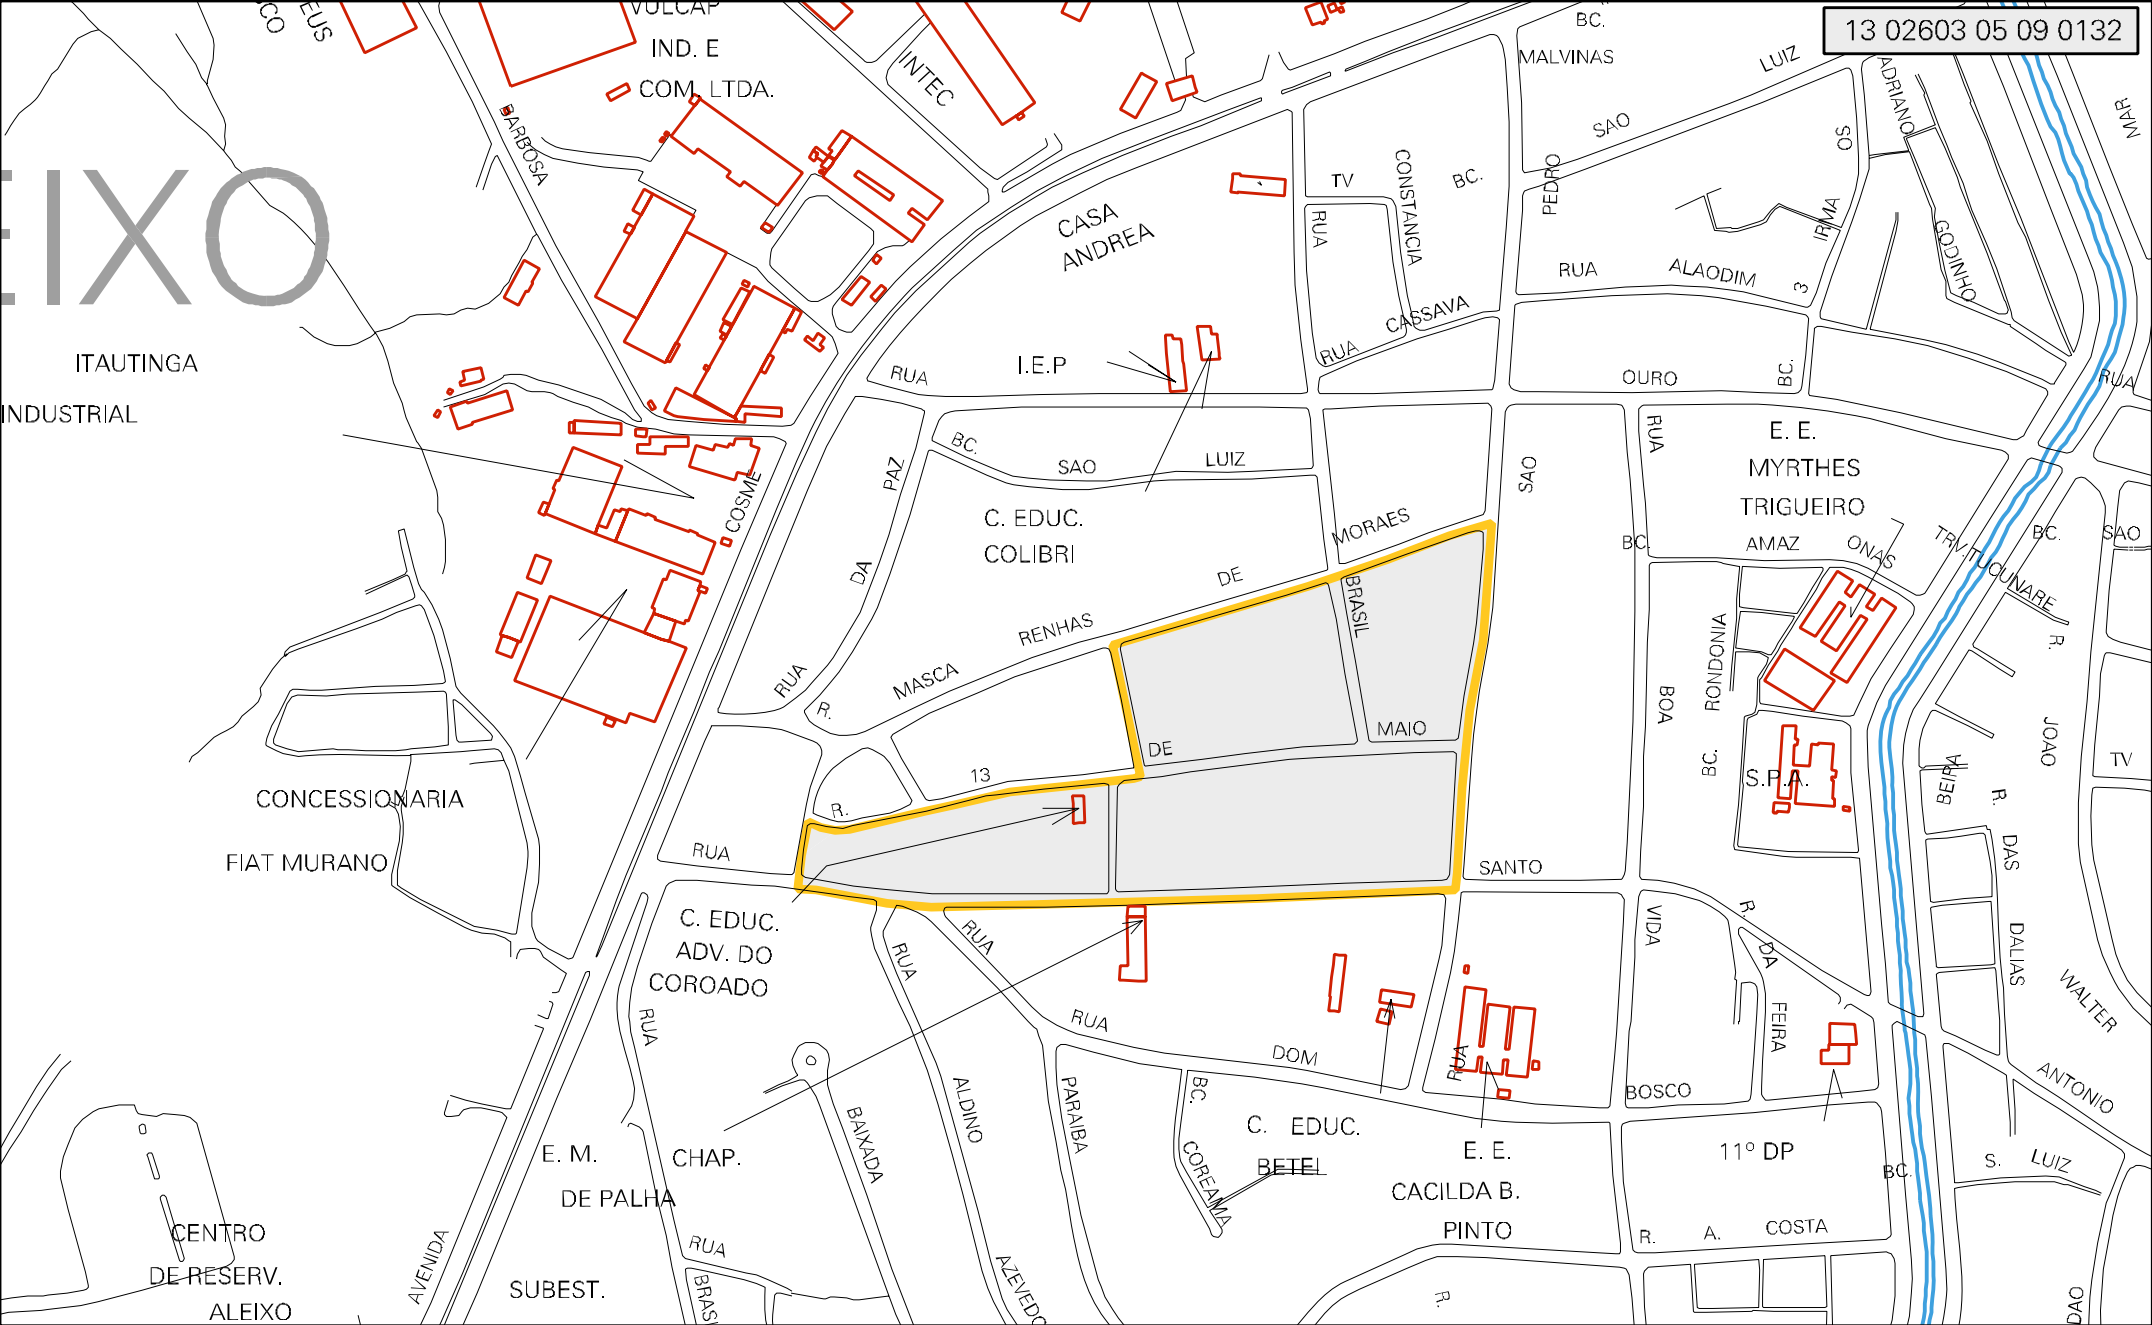 13 02603 05 09 0132
VULCAP
IND. E
COM. LTDA.
INTEC
BC.
MALVINAS
LUIZ
SAO
ADRIANO
OS
MAR
BARBOSA
EIXO
CASA
ANDREA
TV
CONSTANCIA
BC.
PEDRO
RUA
IRMA
GODINHO
RUA
ALAODIM
3
CASSAVA
RUA
ITAUTINGA
INDUSTRIAL
I.E.P
RUA
OURO
BC.
RUA
RUA
E. E.
MYRTHES
TRIGUEIRO
BC.
SAO
LUIZ
PAZ
DA
RUA
SAO
COSME
C. EDUC.
COLIBRI
MORAES
DE
RENHAS
MASCA
R.
BRASIL
BC.
AMAZ
ONAS
TRV.TUCUNARE
BC.
SAO
RONDONIA
BC.
BOA
R.
JOAO
TV
BEIRA
R.
DAS
DALIAS
WALTER
ANTONIO
S.P.A.
MAIO
DE
13
R.
CONCESSIONARIA
FIAT MURANO
RUA
SANTO
C. EDUC.
ADV. DO
COROADO
RUA
RUA
VIDA
R.
DA
FEIRA
RUA
RUA
DOM
RUA
BOSCO
BAIXADA
ALDINO
PARAIBA
BC.
COREAMA
C. EDUC.
BETEL
E. E.
CACILDA B.
PINTO
11º DP
BC.
S.
LUIZ
E. M.
DE PALHA
CHAP.
CENTRO
DE RESERV.
ALEIXO
AVENIDA
SUBEST.
RUA
AZEVEDO
R.
R.
A.
COSTA